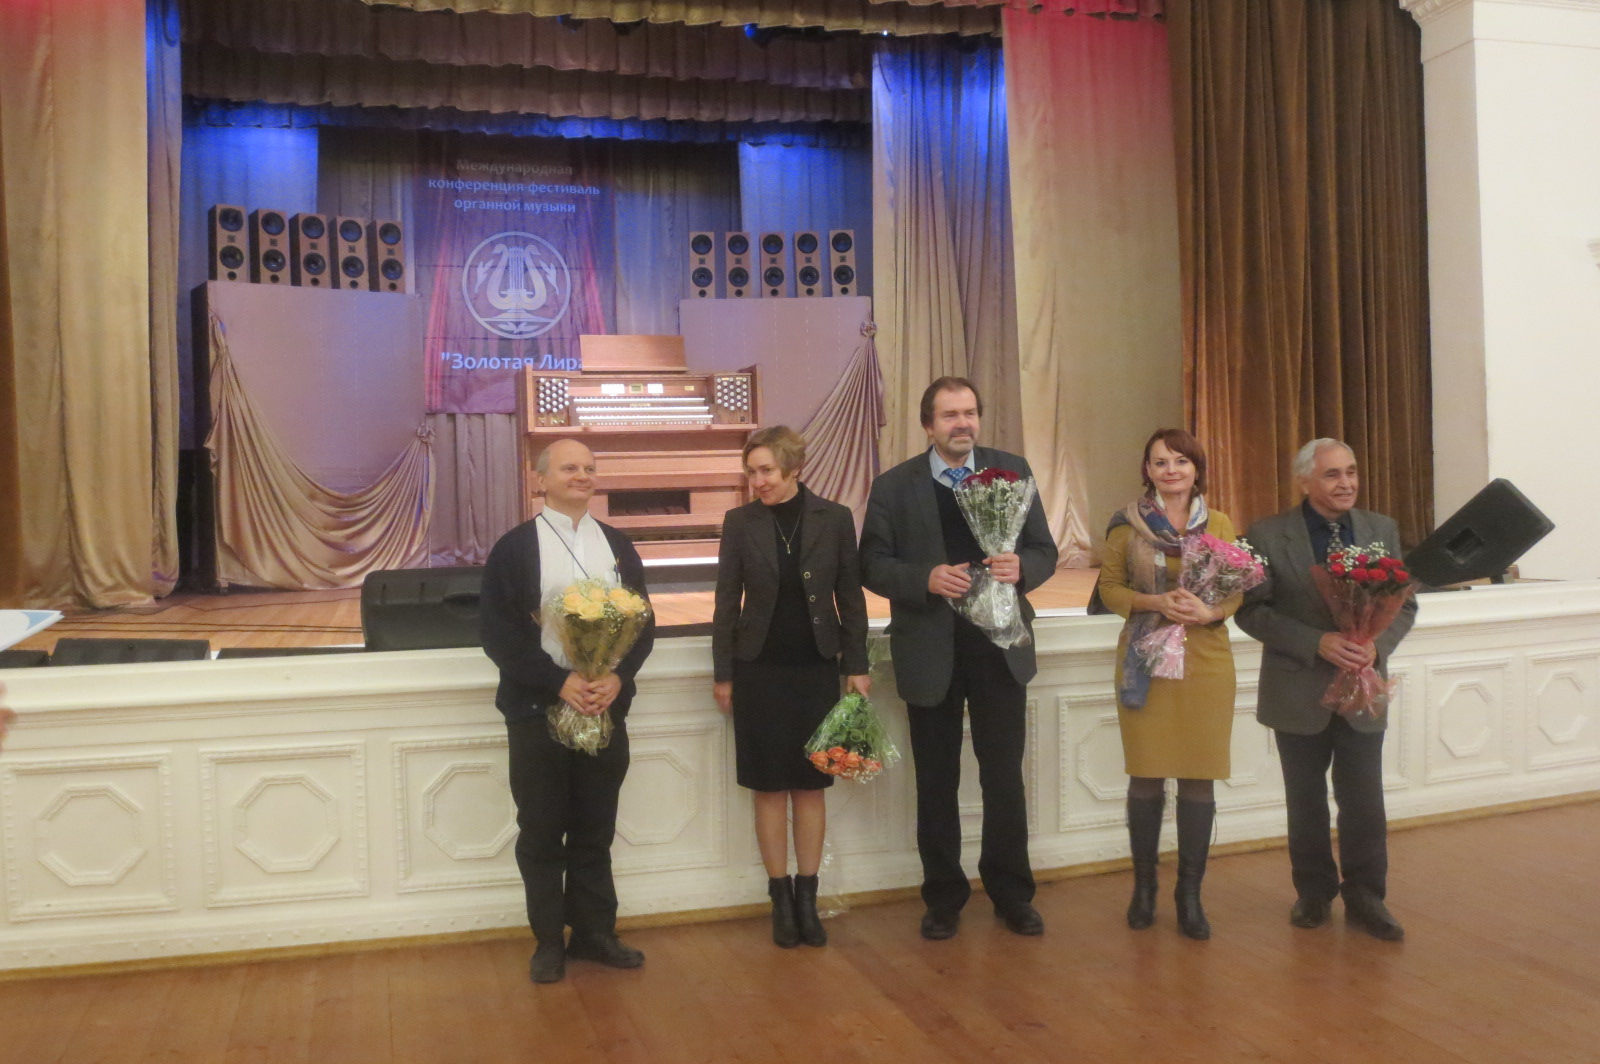 Международная
конференция-фестиваль
органной музыки
"Золотая Лира